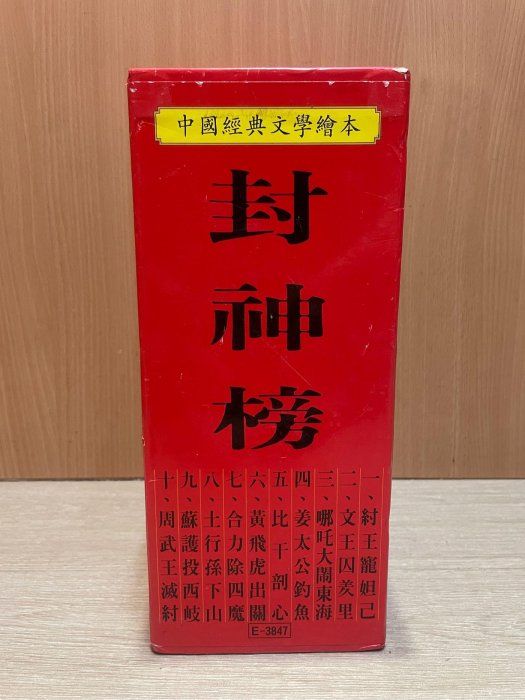 中國經典文學繪本
封神榜
一、紂王寵妲己
二、文王囚羑里
三、哪吒大鬧東海
四、姜太公釣魚
五、比干剖心
六、黃飛虎出關
七、合力除四魔
八、土行孫下山
九、蘇護投西岐
十、周武王滅紂
E-3847